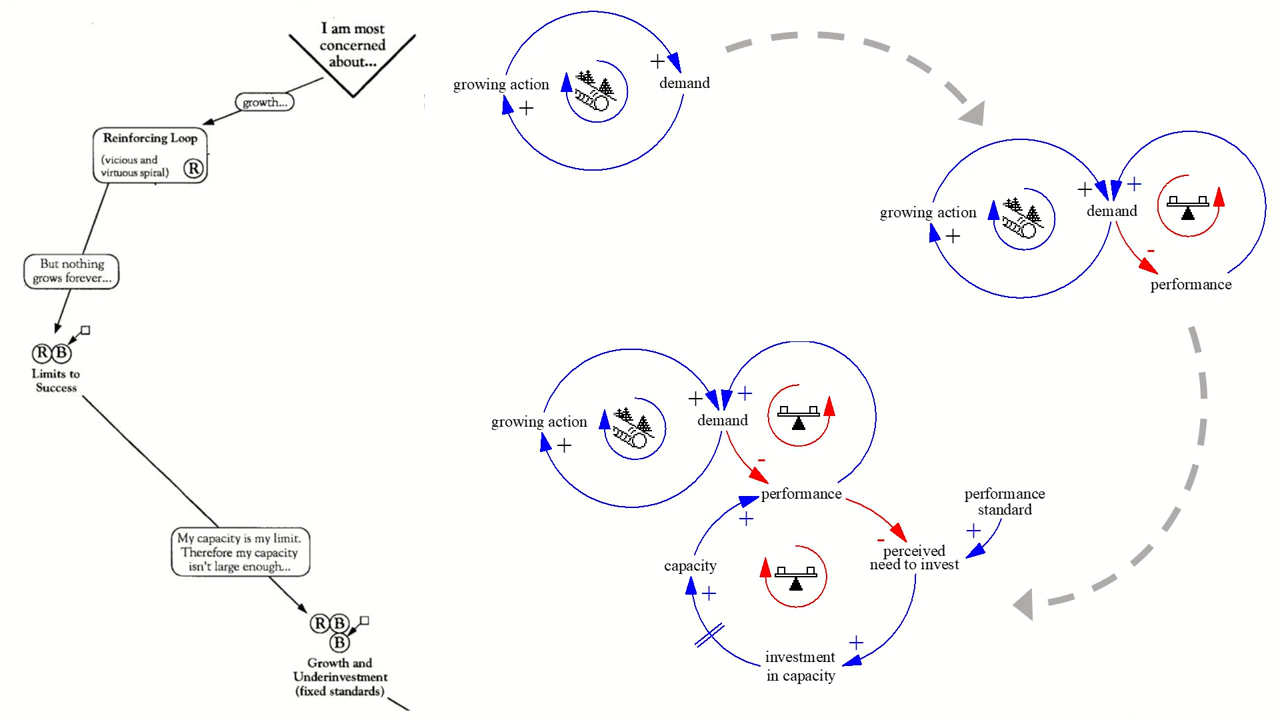 I am most
concerned
about...
growth...
Reinforcing Loop
(vicious and
virtuous spiral)
R
But nothing
grows forever...
R B
Limits to
Success
My capacity is my limit.
Therefore my capacity
isn't large enough...
R B
B
Growth and
Underinvestment
(fixed standards)
growing action
+
+
demand
growing action
+
+
demand
+
-
performance
growing action
+
+
demand
+
-
performance
+
capacity
+
-
perceived
need to invest
performance
standard
+
+
investment
in capacity